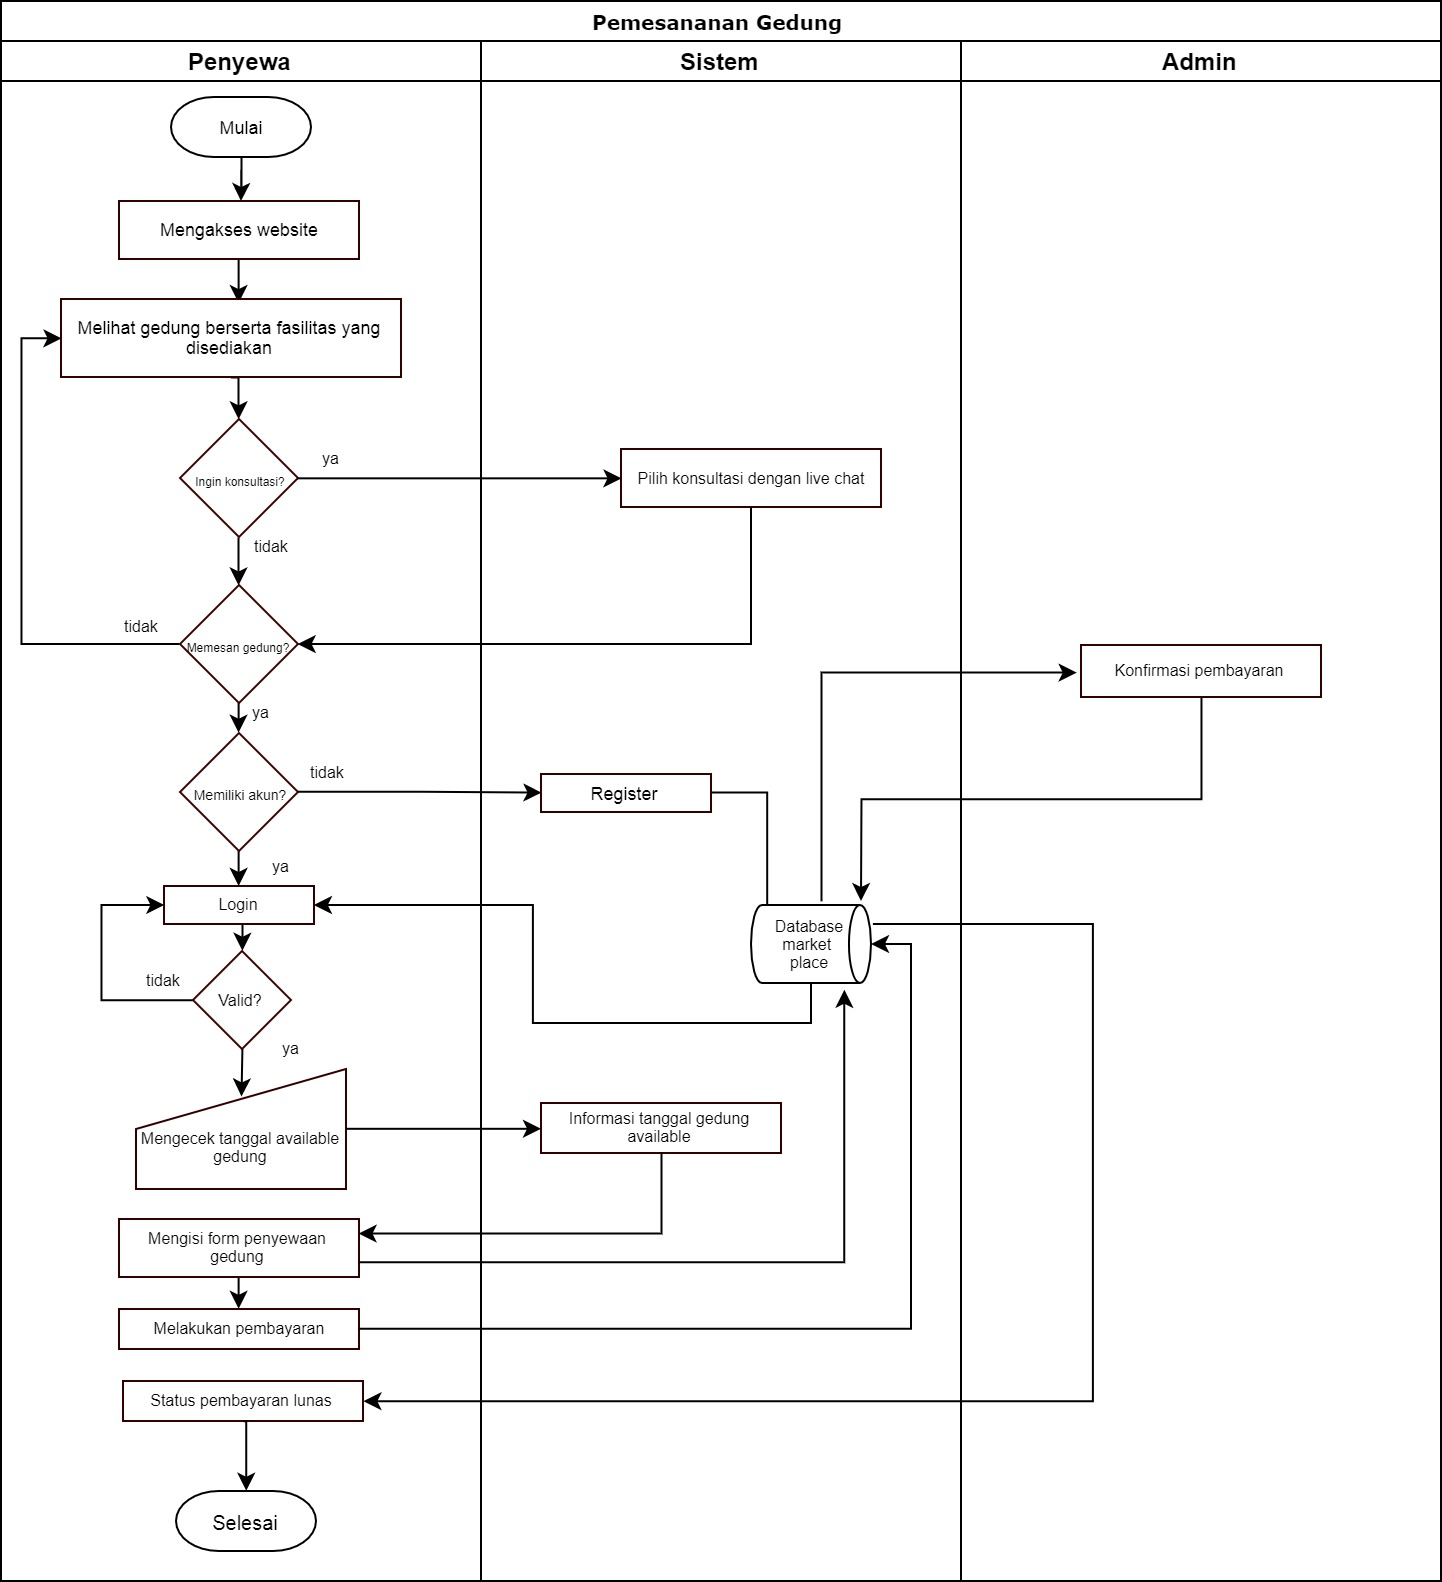 Pemesananan Gedung
Penyewa
Sistem
Admin
Mulai
Mengakses website
Melihat gedung berserta fasilitas yang
disediakan
Ingin konsultasi?
ya
Pilih konsultasi dengan live chat
tidak
Memesan gedung?
tidak
Konfirmasi pembayaran
ya
Memiliki akun?
tidak
Register
ya
Login
Database
market
place
Valid?
tidak
ya
Mengecek tanggal available
gedung
Informasi tanggal gedung
available
Mengisi form penyewaan
gedung
Melakukan pembayaran
Status pembayaran lunas
Selesai